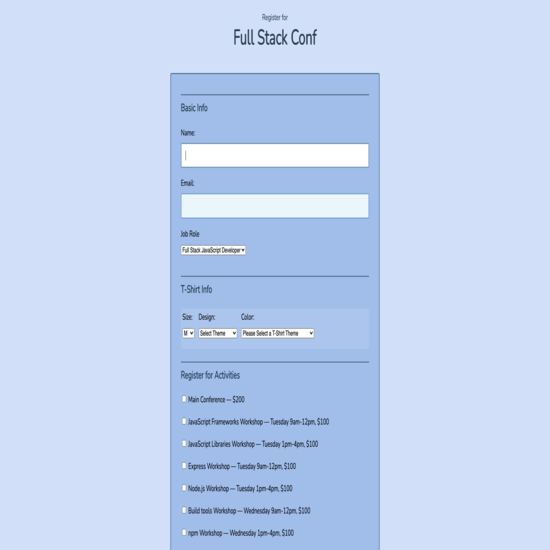 Register for
Full Stack Conf
Basic Info
Name:
Email:
Job Role
Full Stack JavaScript Developer
T-Shirt Info
Size: Design: Color:
M Select Theme Please Select a T-Shirt Theme
Register for Activities
Main Conference — $200
JavaScript Frameworks Workshop — Tuesday 9am-12pm, $100
JavaScript Libraries Workshop — Tuesday 1pm-4pm, $100
Express Workshop — Tuesday 9am-12pm, $100
Node.js Workshop — Tuesday 1pm-4pm, $100
Build tools Workshop — Wednesday 9am-12pm, $100
npm Workshop — Wednesday 1pm-4pm, $100